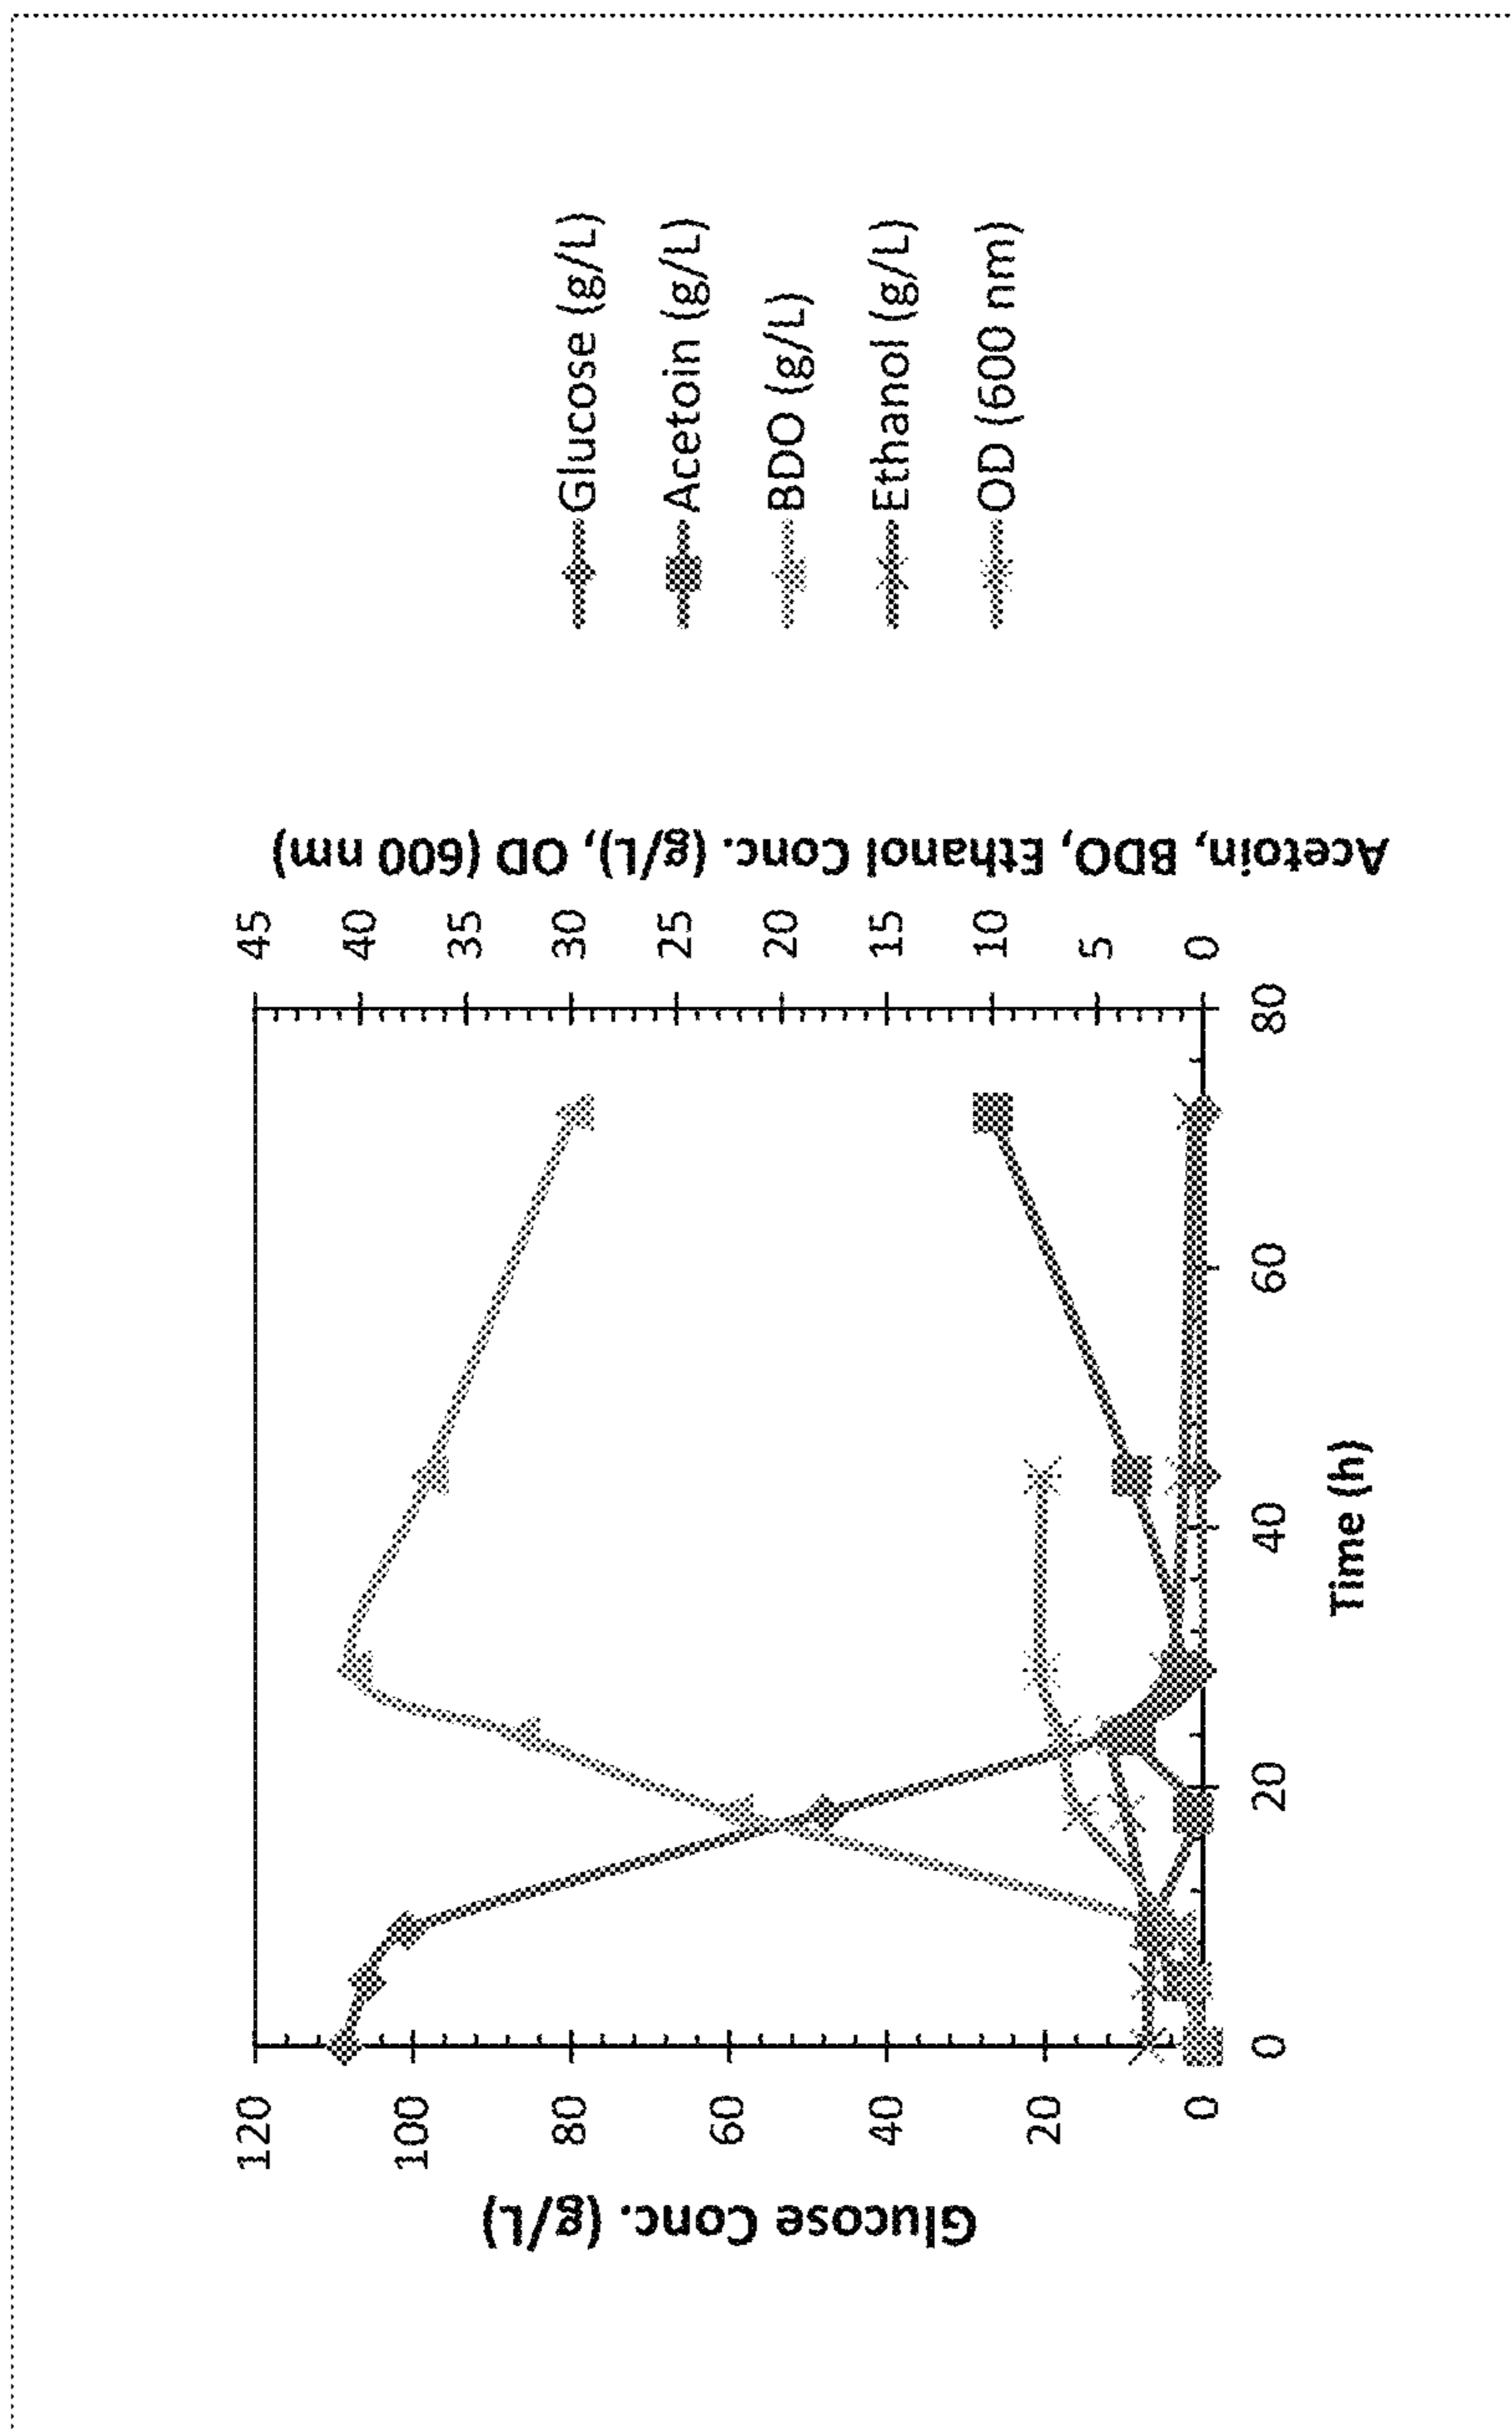 Glucose Conc. (g/L)
120
100
80
60
40
20
0
0
20
40
60
80
Time (h)
45
40
35
30
25
20
15
10
5
0
Acetoin, BDO, Ethanol Conc. (g/L), OD (600 nm)
Glucose (g/L)
Acetoin (g/L)
BDO (g/L)
Ethanol (g/L)
OD (600 nm)